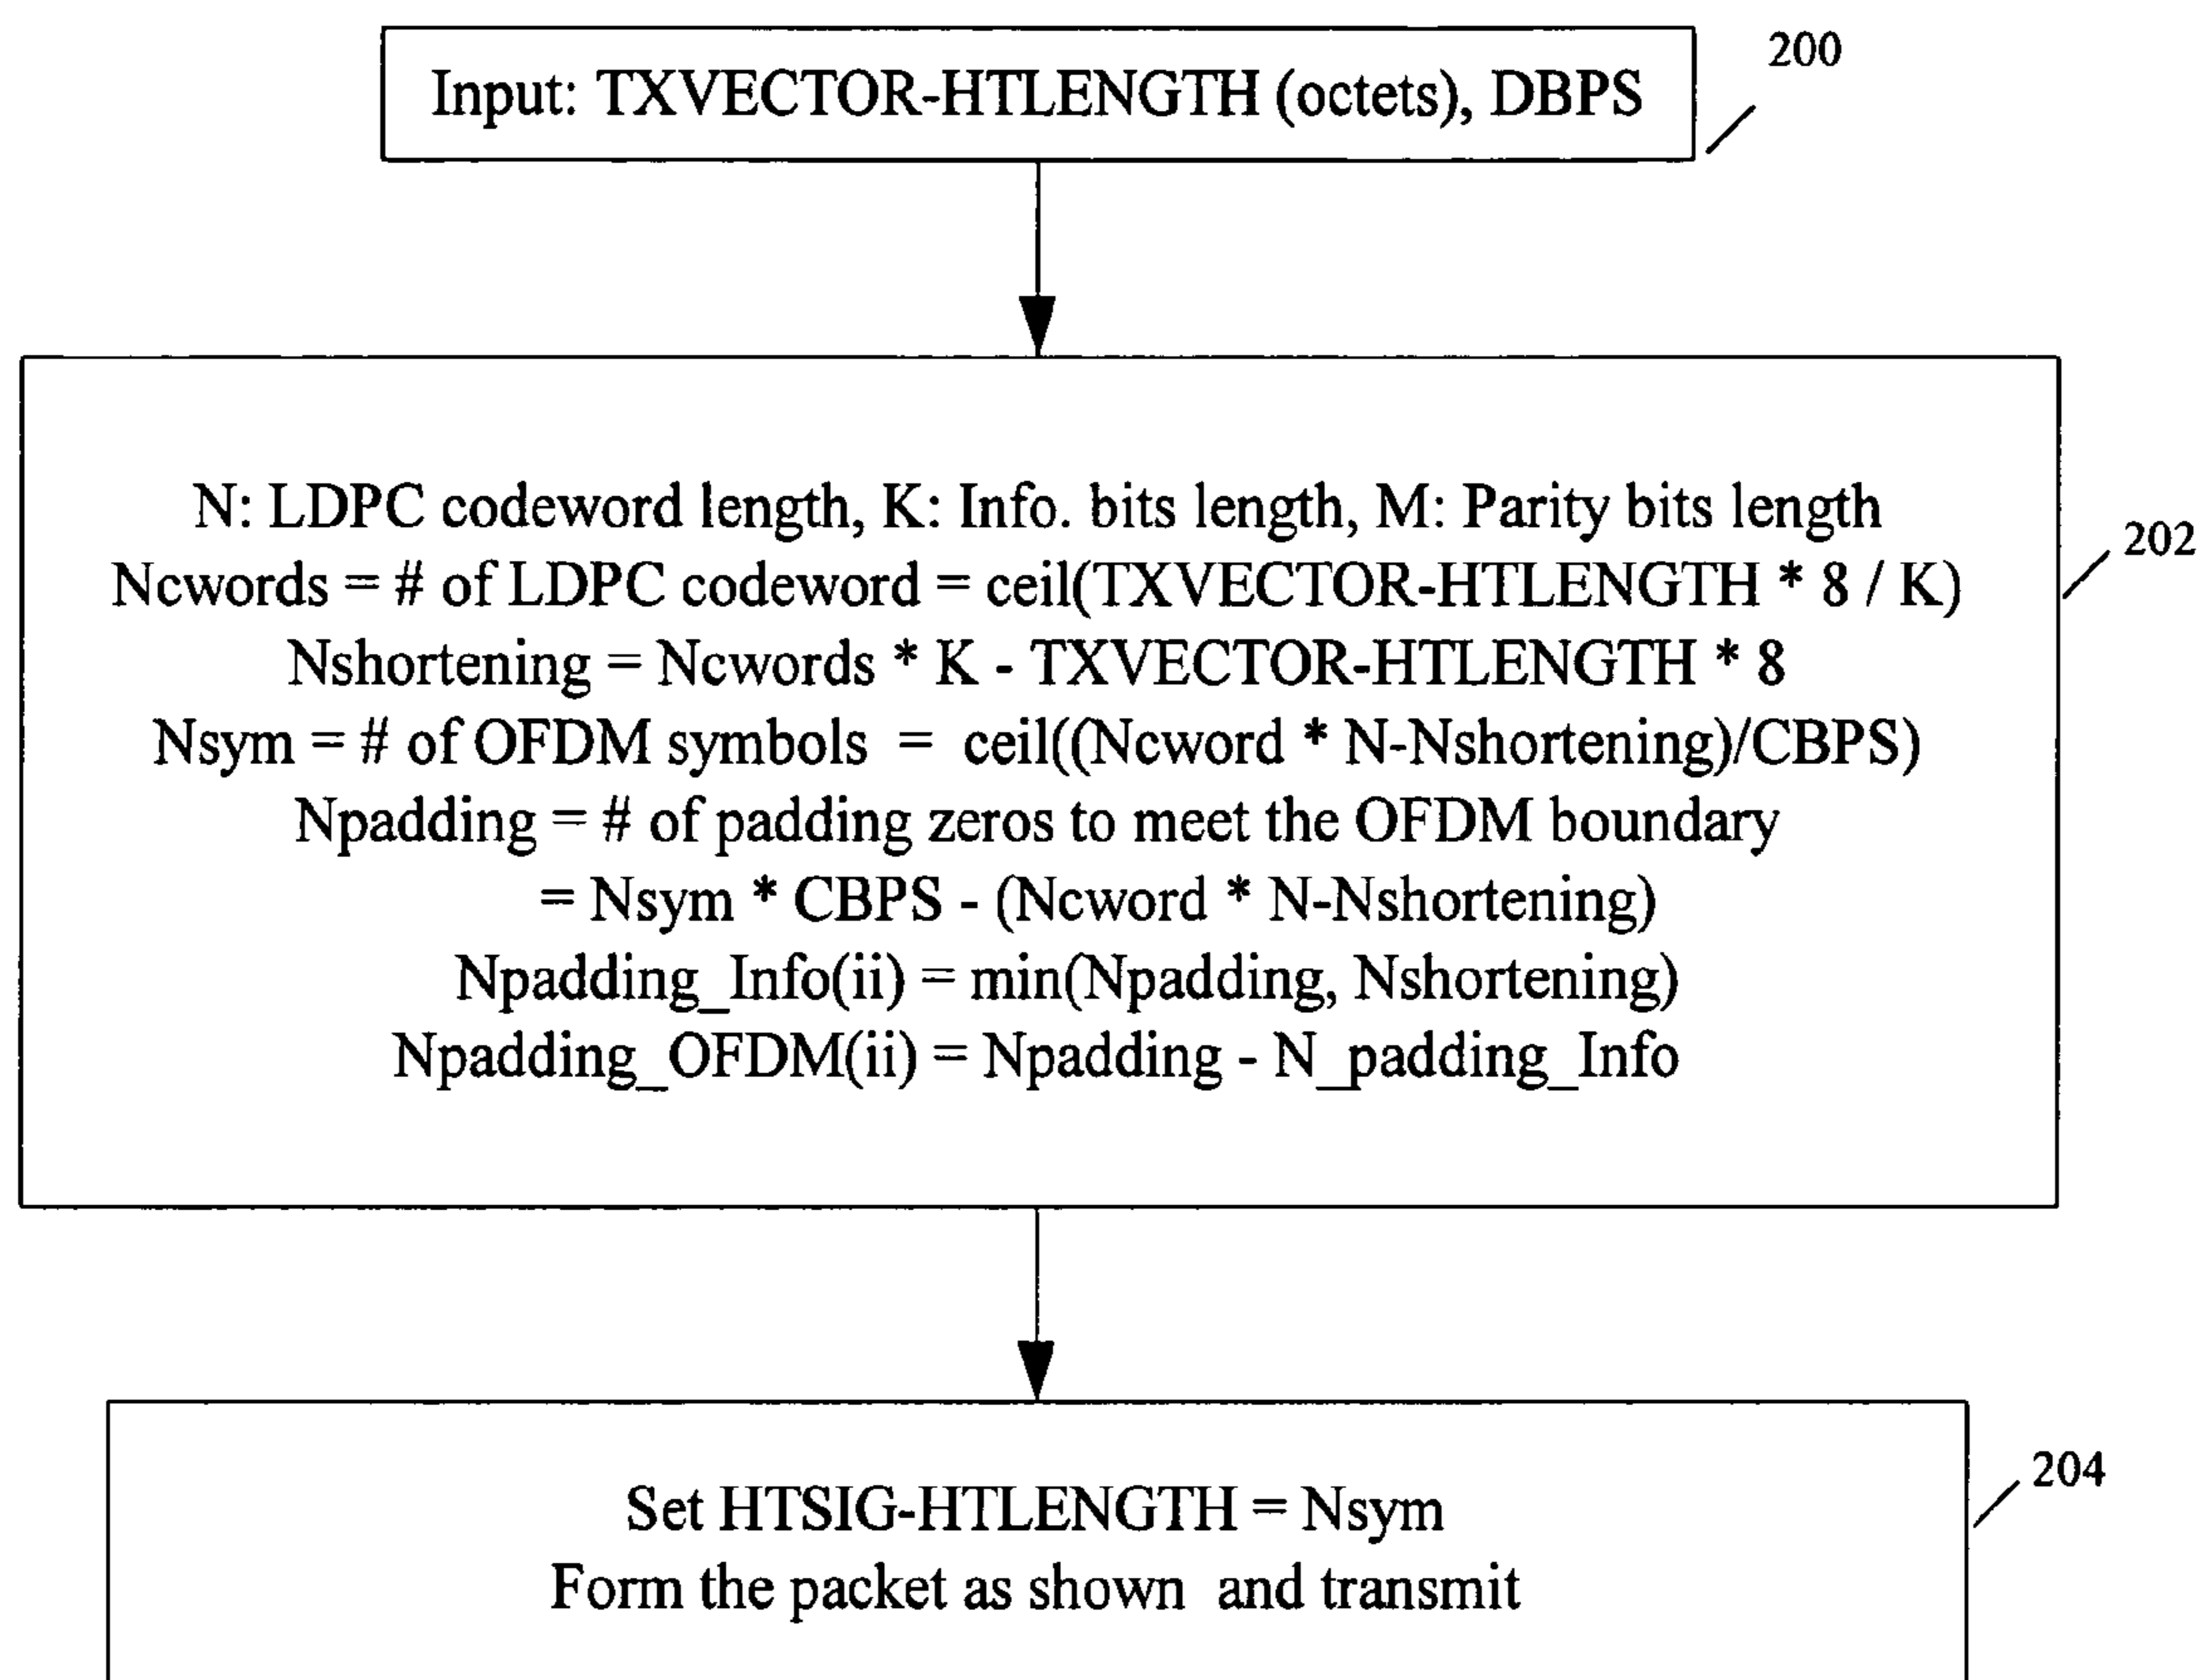 Input: TXVECTOR-HTLENGTH (octets), DBPS
200
N: LDPC codeword length, K: Info. bits length, M: Parity bits length
Ncwords = # of LDPC codeword = ceil(TXVECTOR-HTLENGTH * 8 / K)
202
Nshortening = Ncwords * K - TXVECTOR-HTLENGTH * 8
Nsym = # of OFDM symbols = ceil((Ncword * N-Nshortening)/CBPS)
Npadding = # of padding zeros to meet the OFDM boundary
= Nsym * CBPS - (Ncword * N-Nshortening)
Npadding_Info(ii) = min(Npadding, Nshortening)
Npadding_OFDM(ii) = Npadding - N_padding_Info
204
Set HTSIG-HTLENGTH = Nsym
Form the packet as shown and transmit